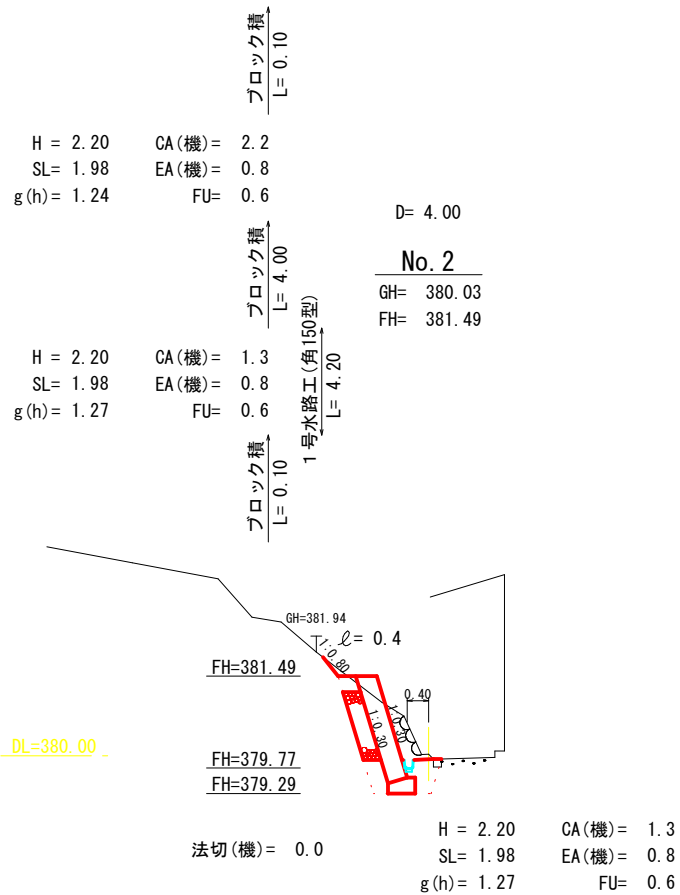 ブロック積
L= 0.10
H = 2.20 CA(機)= 2.2
SL= 1.98 EA(機)= 0.8
g(h)= 1.24 FU= 0.6
D= 4.00
No.2
GH= 380.03
FH= 381.49
ブロック積
L= 4.00
1号水路工(角150型)
L= 4.20
H = 2.20 CA(機)= 1.3
SL= 1.98 EA(機)= 0.8
g(h)= 1.27 FU= 0.6
ブロック積
L= 0.10
GH=381.94
ℓ= 0.4
1:0.80
FH=381.49
0.40
1:0.30
1:0.30
DL=380.00
FH=379.77
FH=379.29
法切(機)= 0.0
H = 2.20 CA(機)= 1.3
SL= 1.98 EA(機)= 0.8
g(h)= 1.27 FU= 0.6